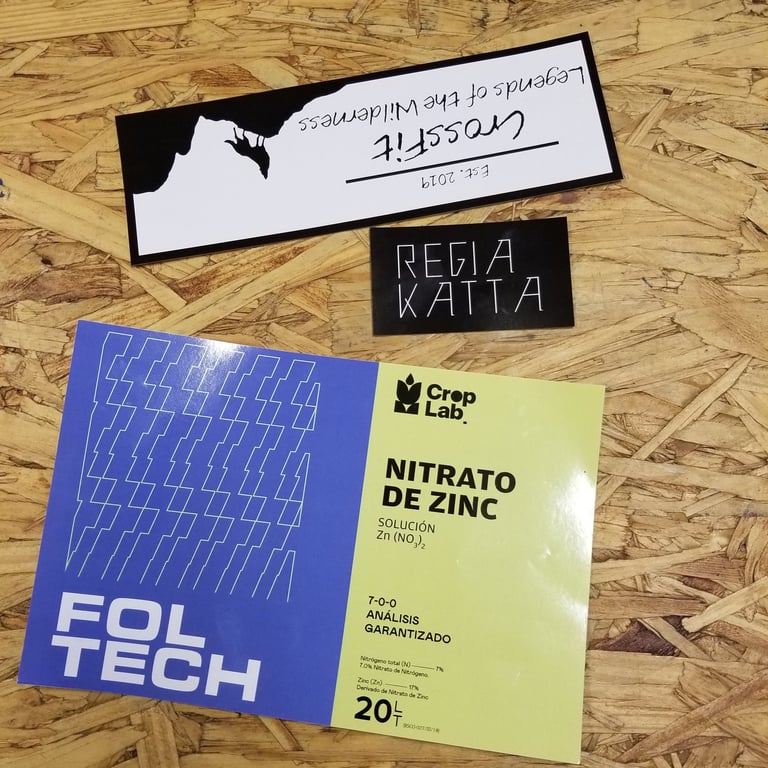 Legends of the Wilderness
CrossFit
Est. 2019
REGIA
KATTA
Crop
Lab.
NITRATO
DE ZINC
SOLUCIÓN
Zn (NO3)2
7-0-0
ANÁLISIS
GARANTIZADO
Nitrógeno total (N) 7%
7.0% Nitrato de Nitrógeno.
Zinc (Zn) 17%
Derivado de Nitrato de Zinc
20 LT
FOL
TECH